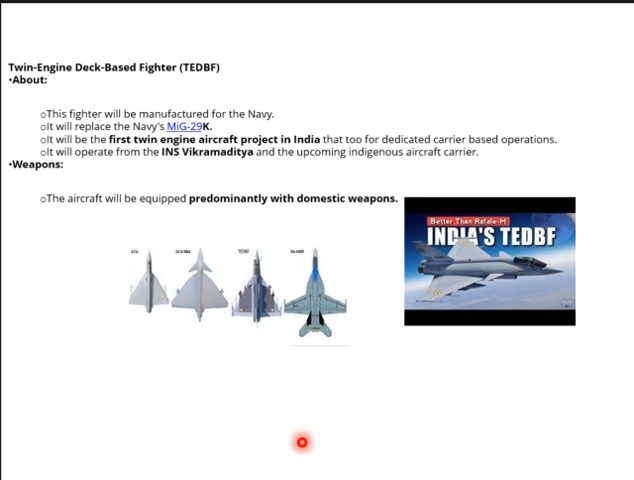 Twin-Engine Deck-Based Fighter (TEDBF)
•About:
oThis fighter will be manufactured for the Navy.
oIt will replace the Navy's MiG-29K.
oIt will be the first twin engine aircraft project in India that too for dedicated carrier based operations.
oIt will operate from the INS Vikramaditya and the upcoming indigenous aircraft carrier.
•Weapons:
oThe aircraft will be equipped predominantly with domestic weapons.
Better Than Rafale-M
INDIA'S TEDBF
TEDBF